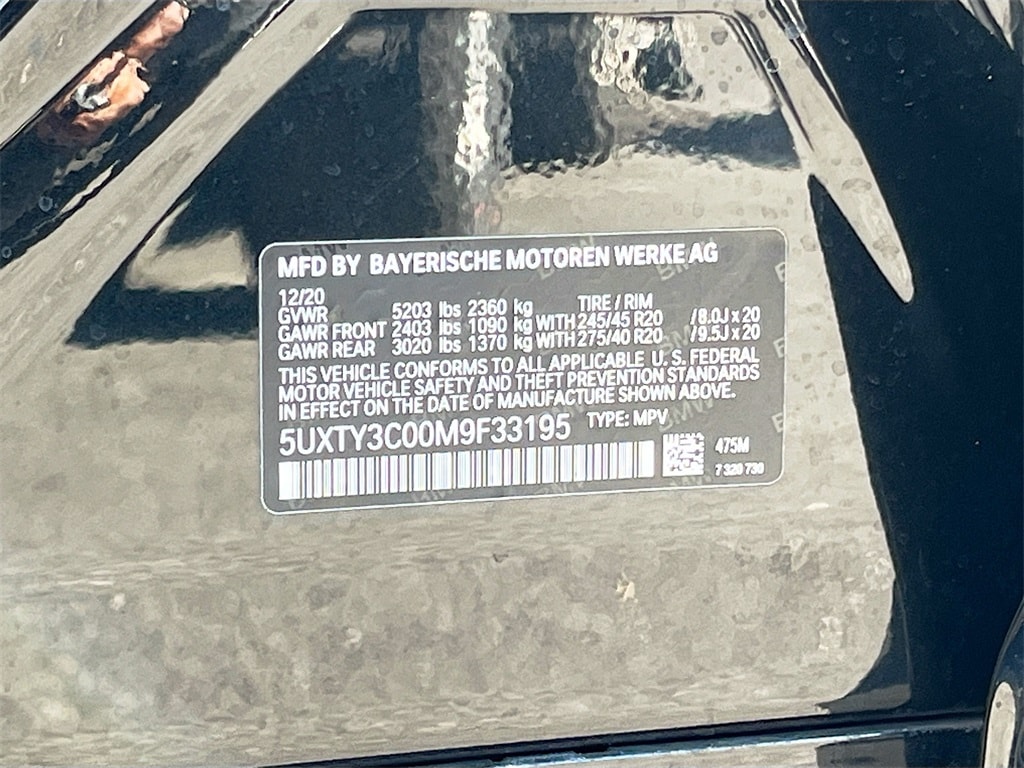 MFD BY BAYERISCHE MOTOREN WERKE AG
12/20 TIRE / RIM
GVWR 5203 lbs 2360 kg
GAWR FRONT 2403 lbs 1090 kg WITH 245/45 R20 / 8.0J x 20
GAWR REAR 3020 lbs 1370 kg WITH 275/40 R20 / 9.5J x 20
THIS VEHICLE CONFORMS TO ALL APPLICABLE U. S. FEDERAL
MOTOR VEHICLE SAFETY AND THEFT PREVENTION STANDARDS
IN EFFECT ON THE DATE OF MANUFACTURE SHOWN ABOVE.
5UXTY3C00M9F33195 TYPE: MPV
475M
7 320 730